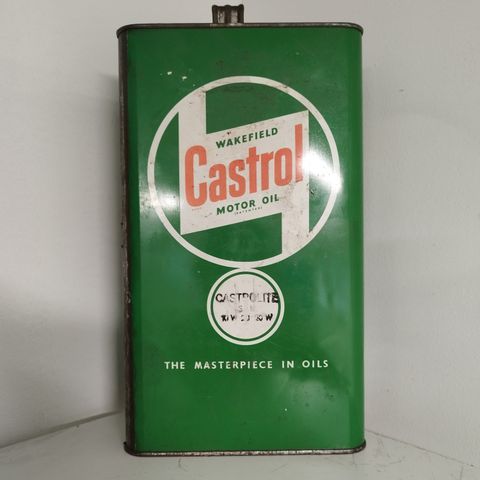 WAKEFIELD
Castrol
MOTOR OIL
CASTROLITE
THE MASTERPIECE IN OILS